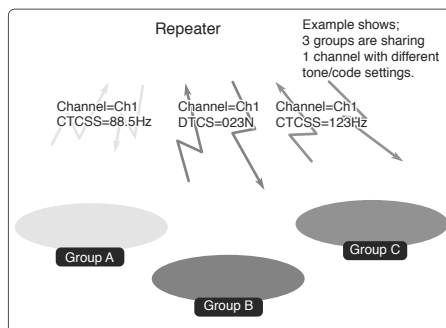 Repeater
Example shows;
3 groups are sharing
1 channel with different
tone/code settings.
Channel=Ch1
CTCSS=88.5Hz
Channel=Ch1
DTCS=023N
Channel=Ch1
CTCSS=123Hz
Group A
Group B
Group C